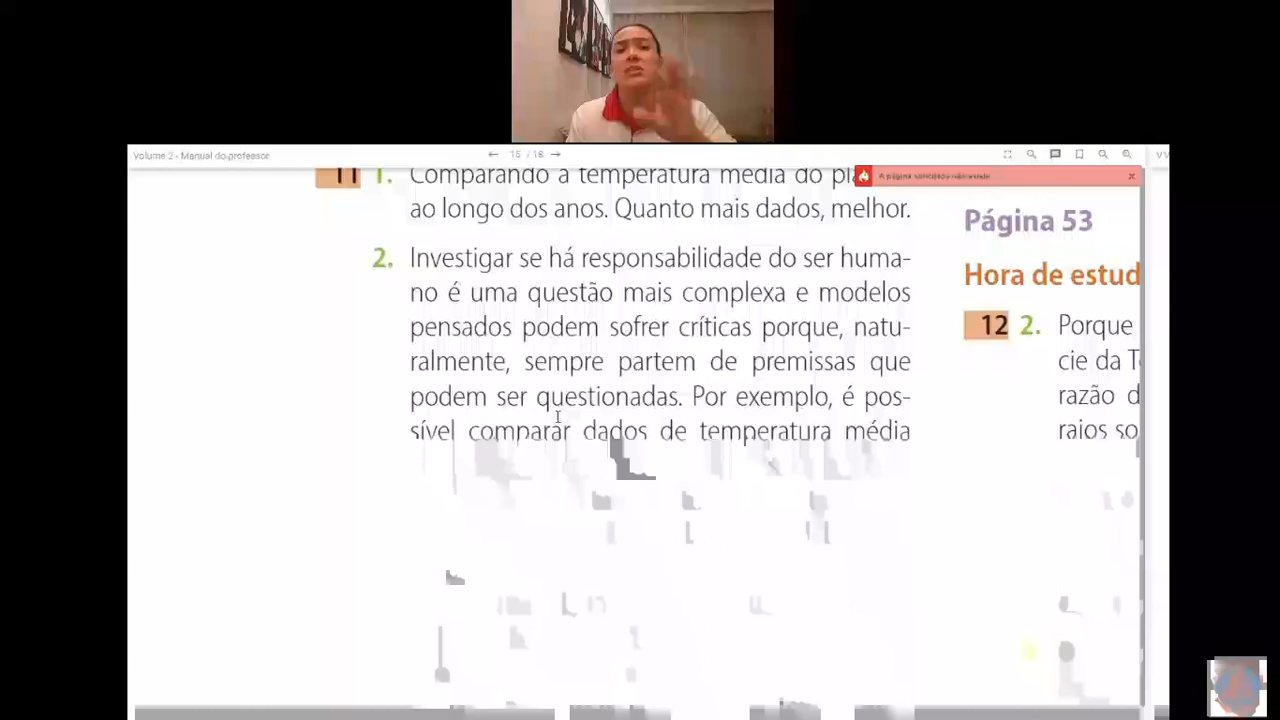 Volume 2 - Manual do professor
15 / 16
11 1. Comparando a temperatura média do
ao longo dos anos. Quanto mais dados, melhor.
2. Investigar se há responsabilidade do ser huma-
no é uma questão mais complexa e modelos
pensados podem sofrer críticas porque, natu-
ralmente, sempre partem de premissas que
podem ser questionadas. Por exemplo, é pos-
sível comparar dados de temperatura média
Página 53
Hora de estud
12 2. Porque
cie da T
razão d
raios so